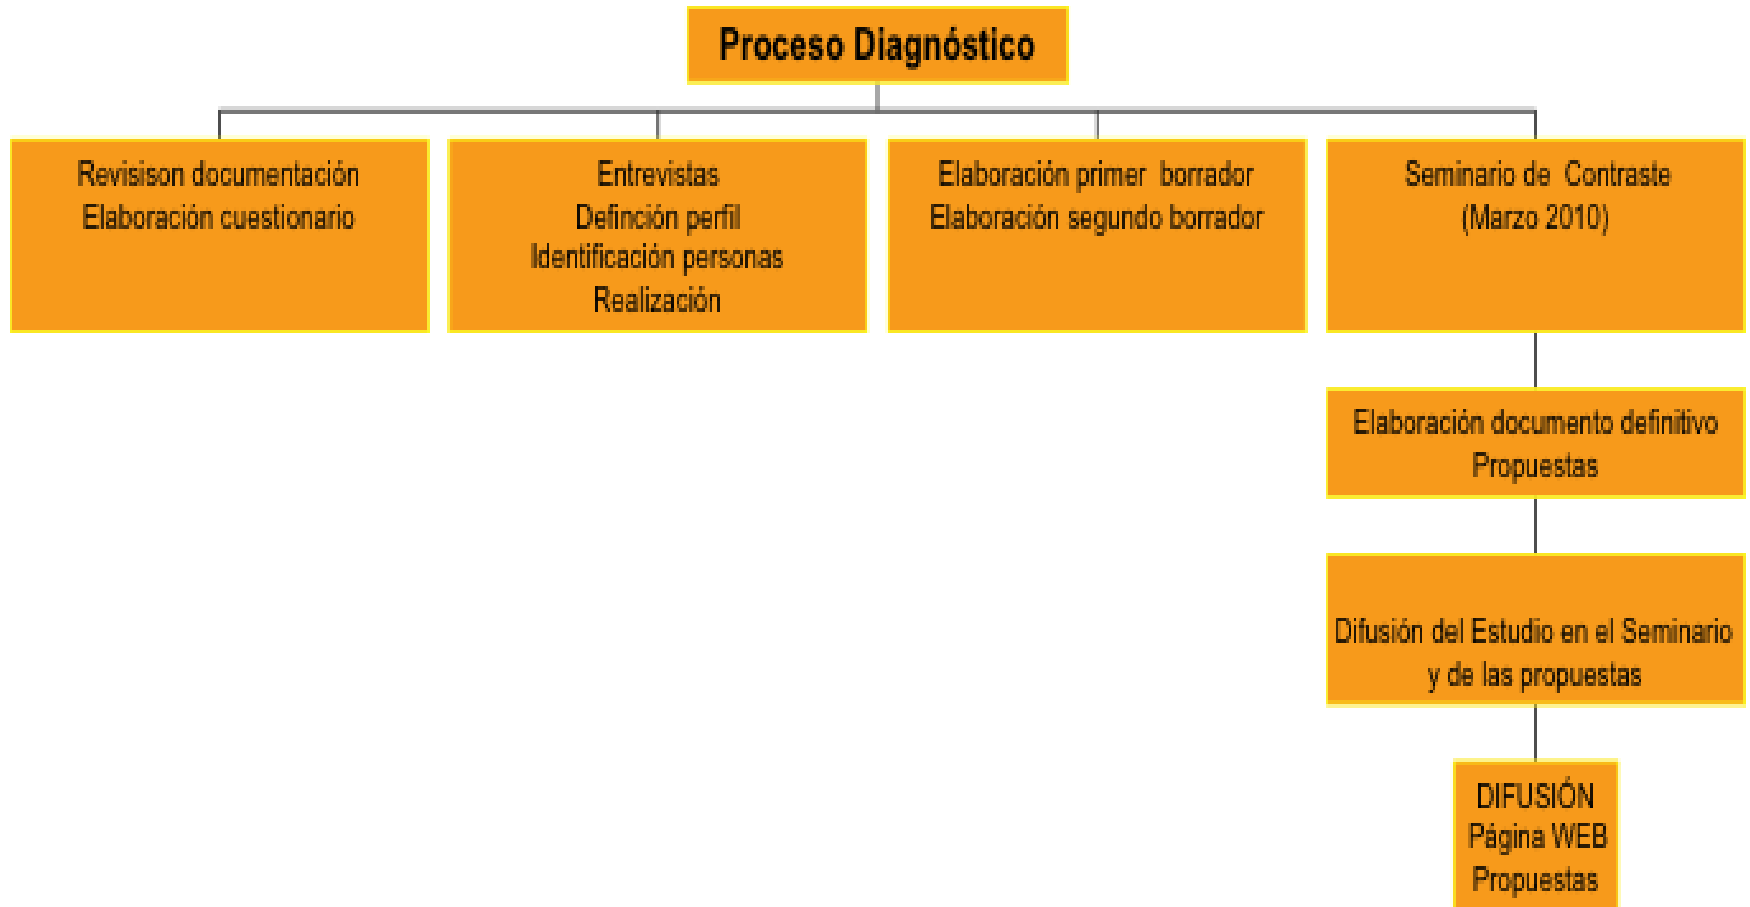 Proceso Diagnóstico
Revisison documentación
Elaboración cuestionario
Entrevistas
Definción perfil
Identificación personas
Realización
Elaboración primer borrador
Elaboración segundo borrador
Seminario de Contraste
(Marzo 2010)
Elaboración documento definitivo
Propuestas
Difusión del Estudio en el Seminario
y de las propuestas
DIFUSIÓN
Página WEB
Propuestas